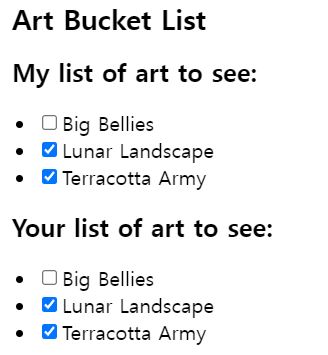 Art Bucket List
My list of art to see:
Big Bellies
Lunar Landscape
Terracotta Army
Your list of art to see:
Big Bellies
Lunar Landscape
Terracotta Army